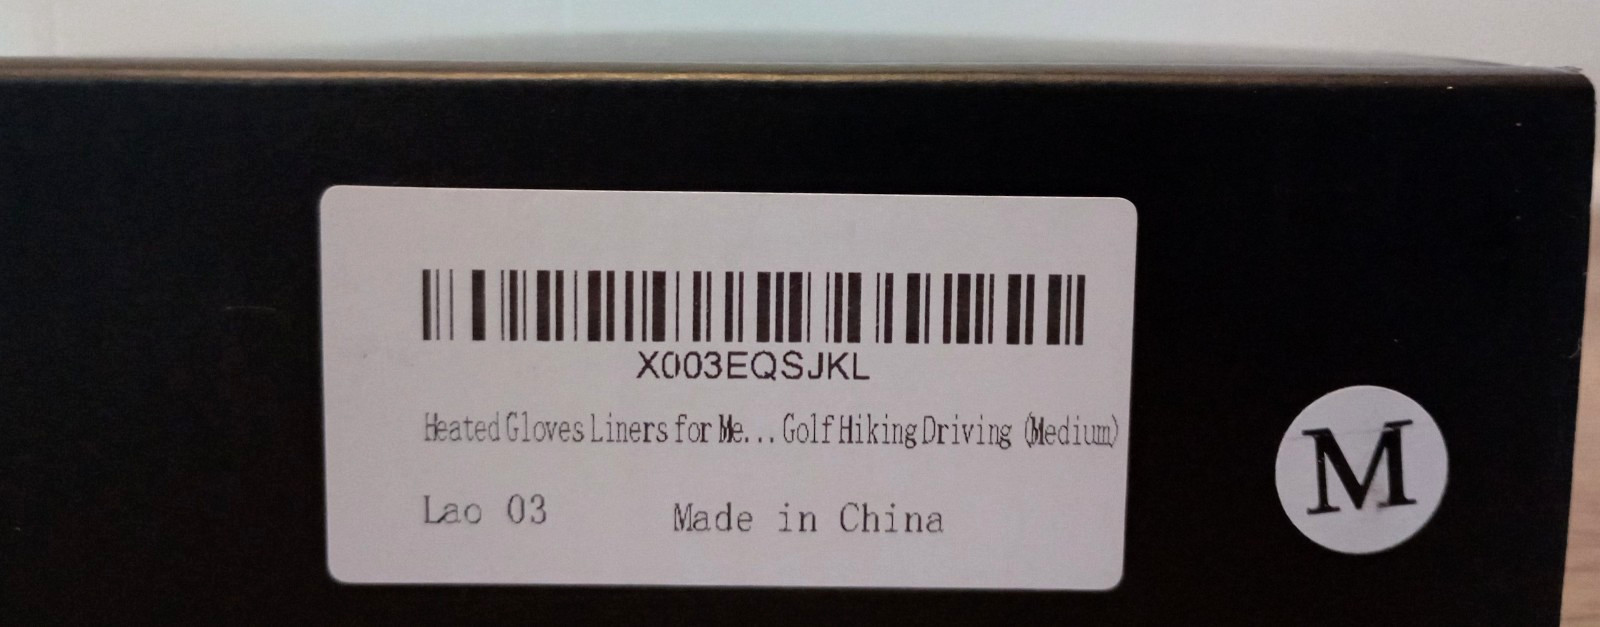 X003EQSJKL
Heated Gloves Liners for Me... Golf Hiking Driving (Medium)
Lao 03 Made in China
M